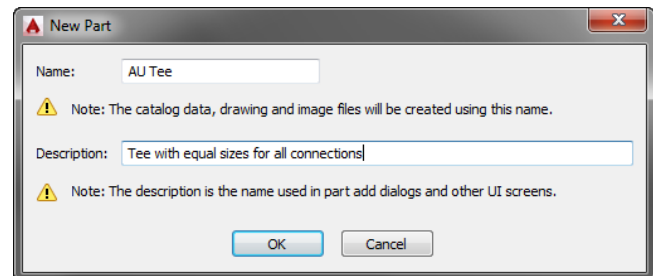 New Part
Name: AU Tee
Note: The catalog data, drawing and image files will be created using this name.
Description: Tee with equal sizes for all connections
Note: The description is the name used in part add dialogs and other UI screens.
OK Cancel